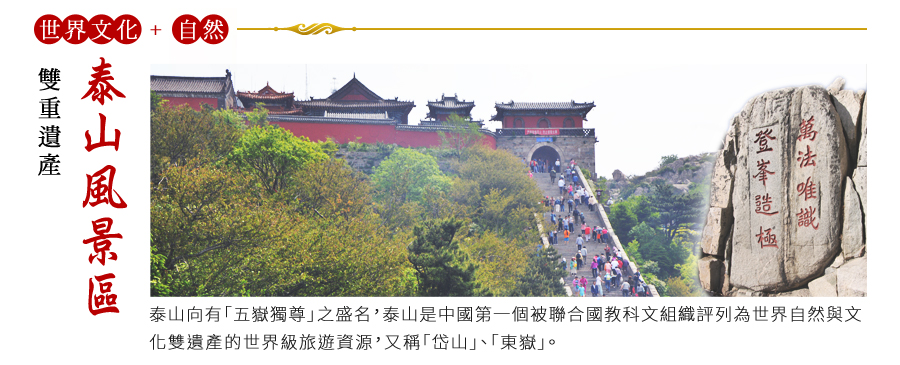 世界文化 + 自然
雙重遺產
泰山風景區
萬法唯識
登峯造極
泰山向有「五嶽獨尊」之盛名，泰山是中國第一個被聯合國教科文組織評列為世界自然與文
化雙遺產的世界級旅遊資源，又稱「岱山」、「東嶽」。